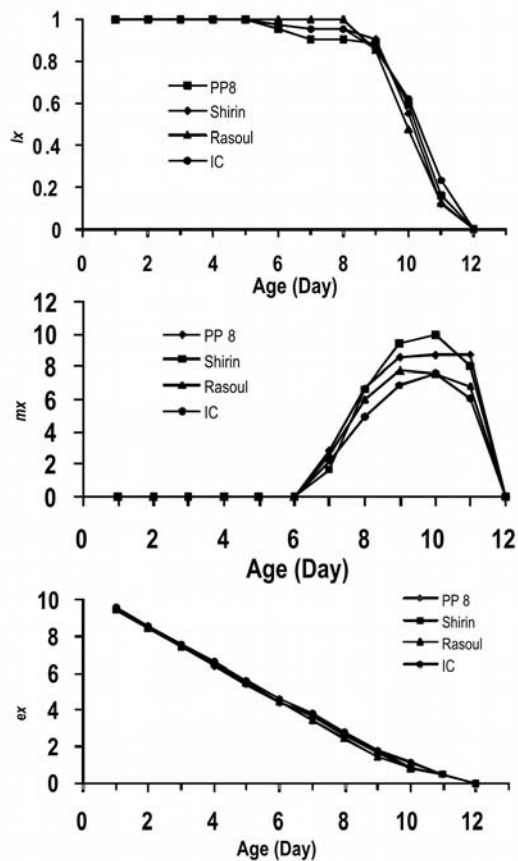 1
0.8
0.6
0.4
0.2
0
lx
PP8
Shirin
Rasoul
IC
0 2 4 6 8 10 12
Age (Day)
12
10
8
6
4
2
0
mx
PP 8
Shirin
Rasoul
IC
0 2 4 6 8 10 12
Age (Day)
10
8
6
4
2
0
ex
PP 8
Shirin
Rasoul
IC
0 2 4 6 8 10 12
Age (Day)